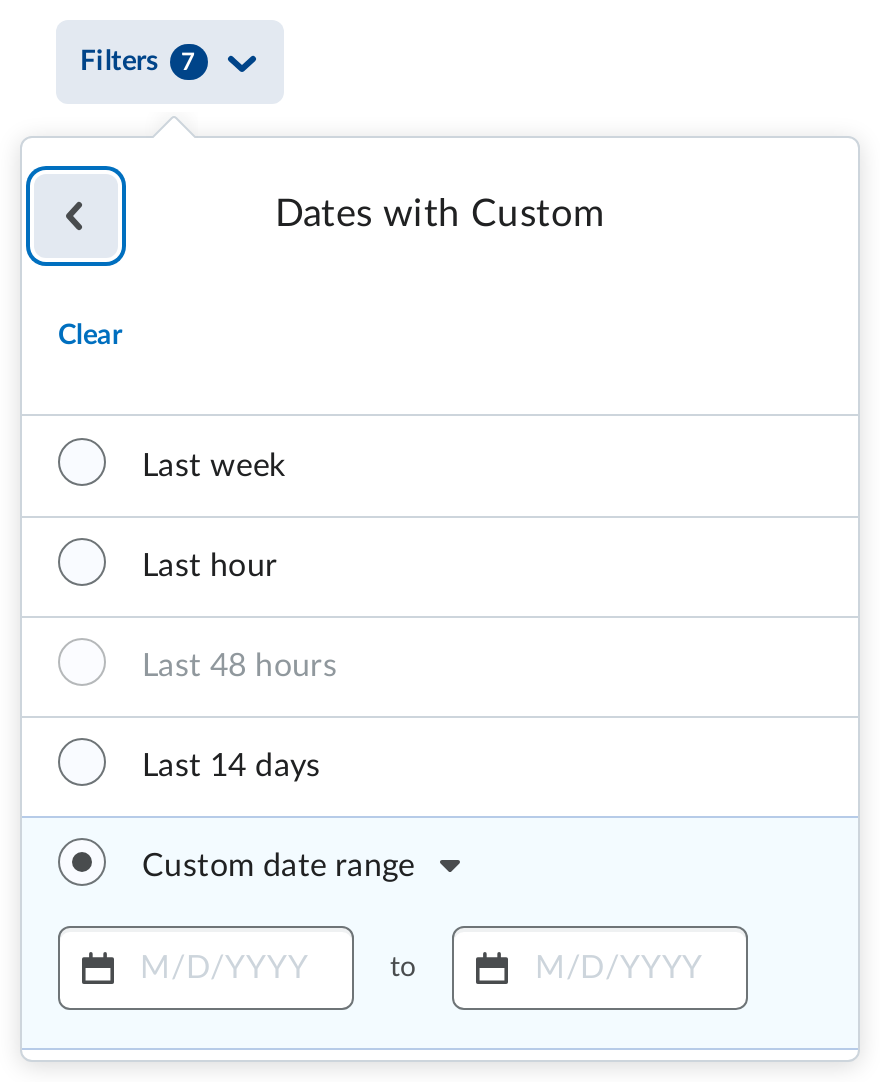 Filters 7
Dates with Custom
Clear
Last week
Last hour
Last 48 hours
Last 14 days
Custom date range
M/D/YYYY to M/D/YYYY